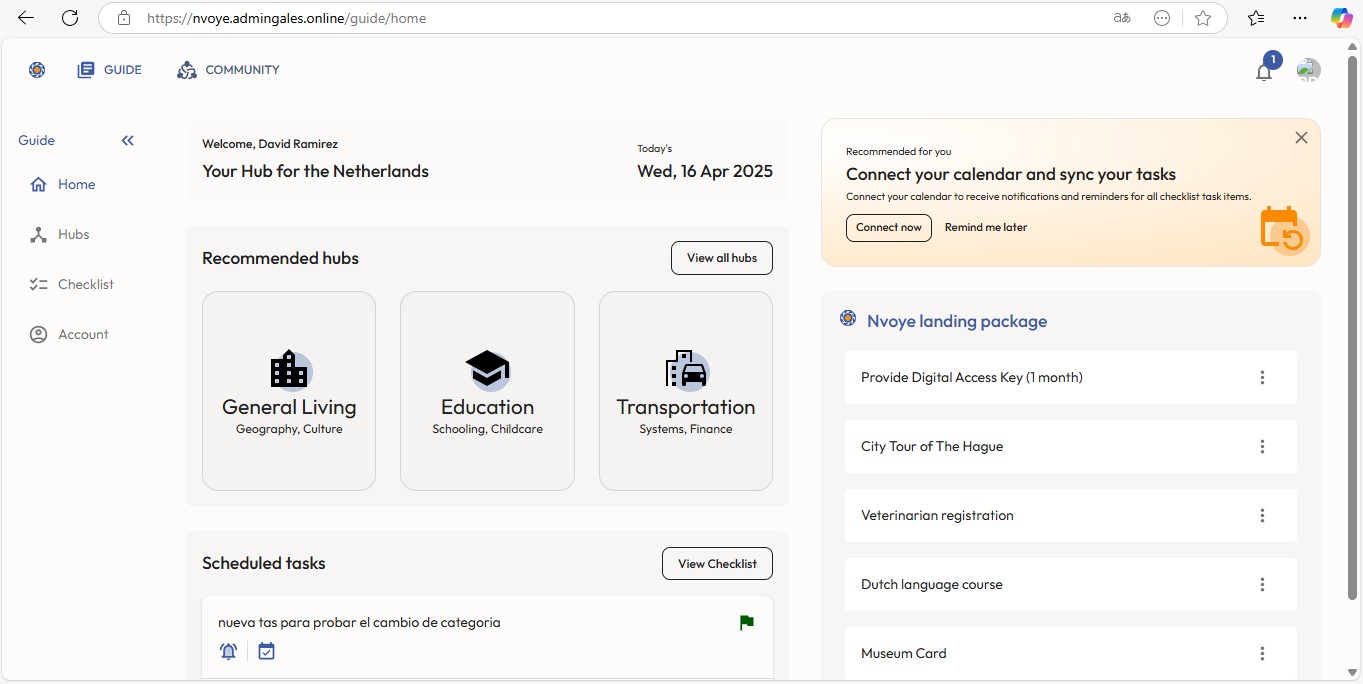 https://nvoye.admingales.online/guide/home
GUIDE
COMMUNITY
1
Guide
Home
Hubs
Checklist
Account
Welcome, David Ramirez
Your Hub for the Netherlands
Today's
Wed, 16 Apr 2025
Recommended hubs
View all hubs
General Living
Geography, Culture
Education
Schooling, Childcare
Transportation
Systems, Finance
Scheduled tasks
View Checklist
nueva tas para probar el cambio de categoria
Recommended for you
Connect your calendar and sync your tasks
Connect your calendar to receive notifications and reminders for all checklist task items.
Connect now
Remind me later
Nvoye landing package
Provide Digital Access Key (1 month)
City Tour of The Hague
Veterinarian registration
Dutch language course
Museum Card